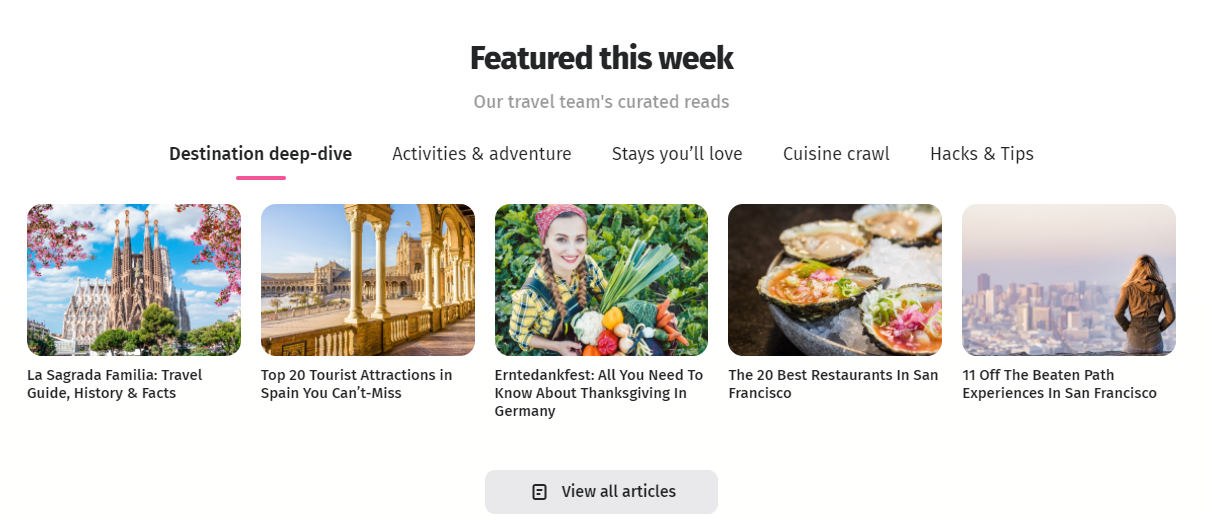 Featured this week
Our travel team's curated reads
Destination deep-dive Activities & adventure Stays you’ll love Cuisine crawl Hacks & Tips
La Sagrada Familia: Travel
Guide, History & Facts
Top 20 Tourist Attractions in
Spain You Can’t-Miss
Erntedankfest: All You Need To
Know About Thanksgiving In
Germany
The 20 Best Restaurants In San
Francisco
11 Off The Beaten Path
Experiences In San Francisco
View all articles